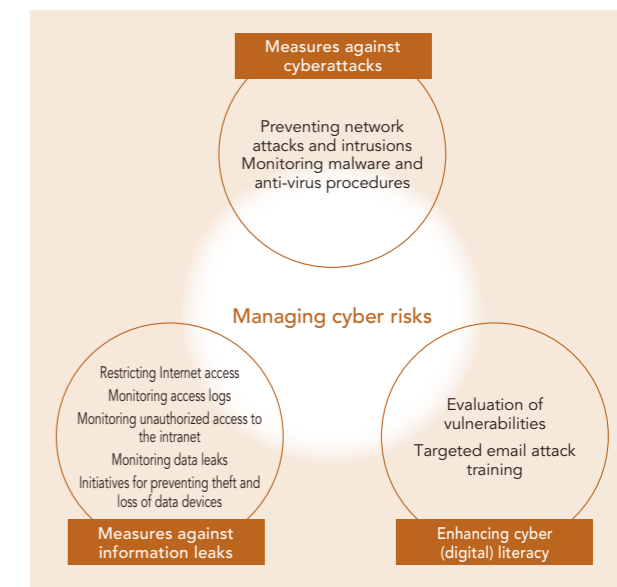 Measures against
cyberattacks
Preventing network
attacks and intrusions
Monitoring malware and
anti-virus procedures
Managing cyber risks
Restricting Internet access
Monitoring access logs
Monitoring unauthorized access to
the intranet
Monitoring data leaks
Initiatives for preventing theft and
loss of data devices
Measures against
information leaks
Evaluation of
vulnerabilities
Targeted email attack
training
Enhancing cyber
(digital) literacy